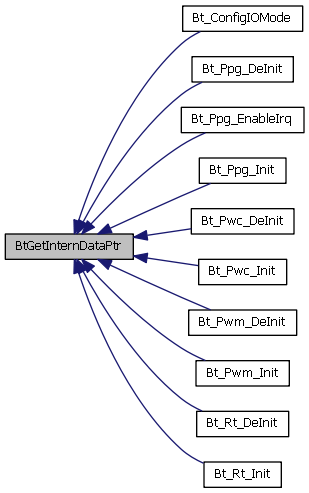 Bt_ConfigIOMode
Bt_Ppg_DeInit
Bt_Ppg_EnableIrq
Bt_Ppg_Init
Bt_Pwc_DeInit
BtGetInternDataPtr
Bt_Pwc_Init
Bt_Pwm_DeInit
Bt_Pwm_Init
Bt_Rt_DeInit
Bt_Rt_Init